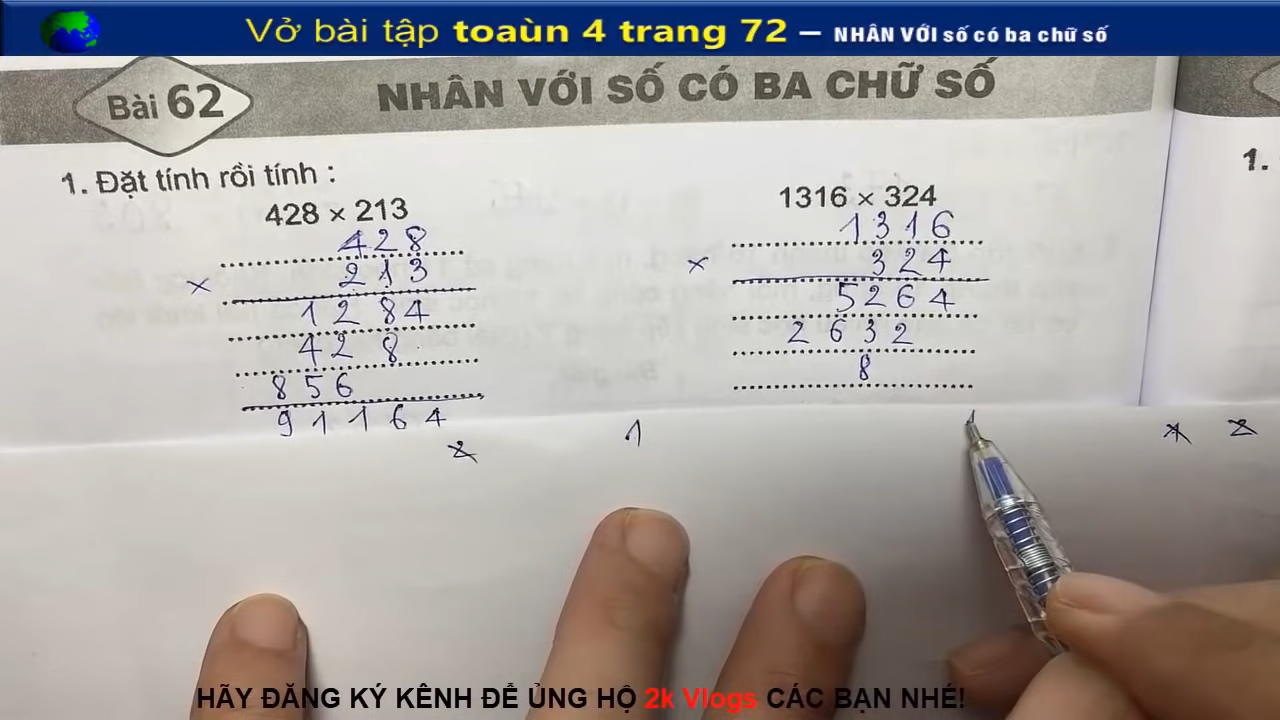 Vở bài tập toaùn 4 trang 72 — NHÂN VỚI số có ba chữ số
Bài 62
NHÂN VỚI SỐ CÓ BA CHỮ SỐ
1. Đặt tính rồi tính :
428 × 213
428
× 213
1284
428
856
91164
1316 × 324
1316
× 324
5264
2632
8
1
1.
HÃY ĐĂNG KÝ KÊNH ĐỂ ỦNG HỘ 2k Vlogs CÁC BẠN NHÉ!